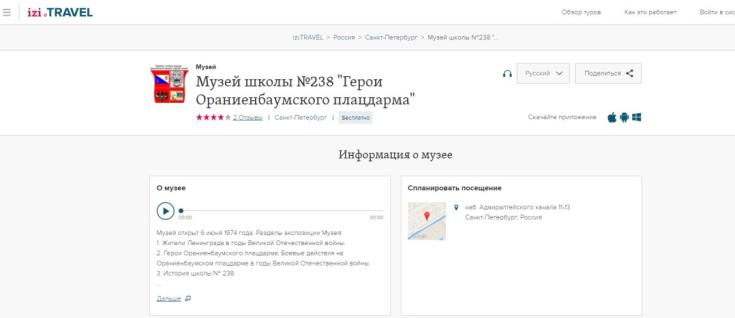 izi.TRAVEL
Обзор туров
Как это работает
Войти в сис
izi.TRAVEL > Россия > Санкт-Петербург > Музей школы №238 "...
Музей
Музей школы №238 "Герои
Ораниенбаумского плацдарма"
2 Отзывы | Санкт-Петербург | Бесплатно
Русский
Поделиться
Скачайте приложение
Информация о музее
О музее
00:00
00:00
Музей открыт 6 июня 1974 года. Разделы экспозиции Музея:
1. Жители Ленинграда в годы Великой Отечественной войны.
2. Герои Ораниенбаумского плацдарма. Боевые действия на
Ораниенбаумском плацдарме в годы Великой Отечественной войны.
3. История школы № 238.
...
Дальше
Спланировать посещение
наб. Адмиралтейского канала 11-13
Санкт-Петербург, Россия